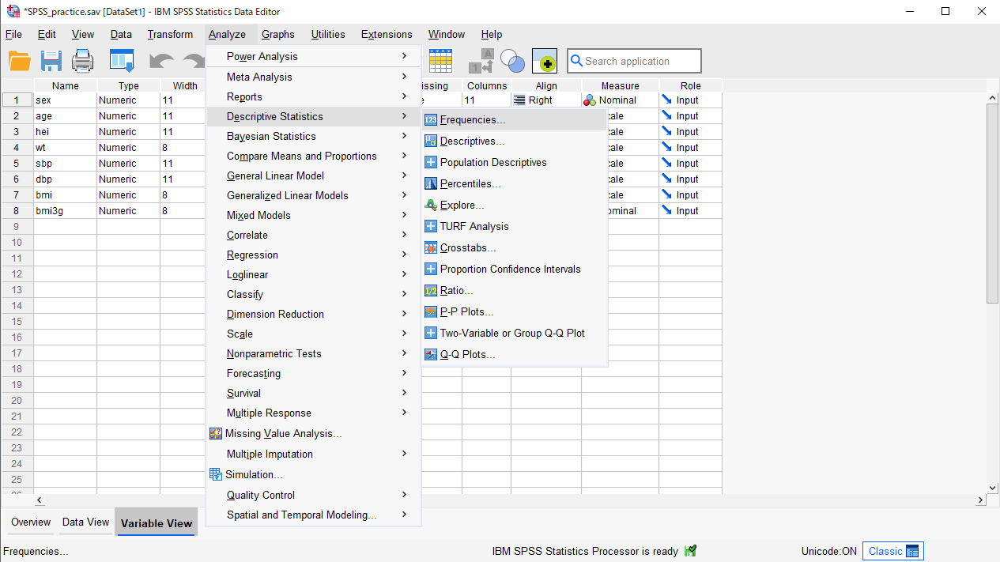 *SPSS_practice.sav [DataSet1] - IBM SPSS Statistics Data Editor
File Edit View Data Transform Analyze Graphs Utilities Extensions Window Help
Search application
Name Type Width issing Columns Align Measure Role
1 sex Numeric 11 e 11 Right Nominal Input
2 age Numeric 11 cale Input
3 hei Numeric 11 cale Input
4 wt Numeric 8 cale Input
5 sbp Numeric 11 cale Input
6 dbp Numeric 11 cale Input
7 bmi Numeric 8 cale Input
8 bmi3g Numeric 8 ominal Input
9
10
11
12
13
14
15
16
17
18
19
20
21
22
23
24
25
Power Analysis
Meta Analysis
Reports
Descriptive Statistics
Bayesian Statistics
Compare Means and Proportions
General Linear Model
Generalized Linear Models
Mixed Models
Correlate
Regression
Loglinear
Classify
Dimension Reduction
Scale
Nonparametric Tests
Forecasting
Survival
Multiple Response
Missing Value Analysis...
Multiple Imputation
Simulation...
Quality Control
Spatial and Temporal Modeling...
Frequencies...
Descriptives...
Population Descriptives
Percentiles...
Explore...
TURF Analysis
Crosstabs...
Proportion Confidence Intervals
Ratio...
P-P Plots...
Two-Variable or Group Q-Q Plot
Q-Q Plots...
Overview Data View Variable View
Frequencies... IBM SPSS Statistics Processor is ready Unicode:ON Classic